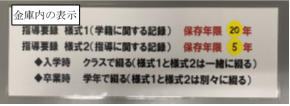 金庫内の表示
指導要録 様式1(学籍に関する記録) 保存年限 20 年
指導要録 様式2(指導に関する記録) 保存年限 5 年
◆入学時 クラスで綴る(様式1と様式2は一緒に綴る)
◆卒業時 学年で綴る(様式1と様式2は別々に綴る)